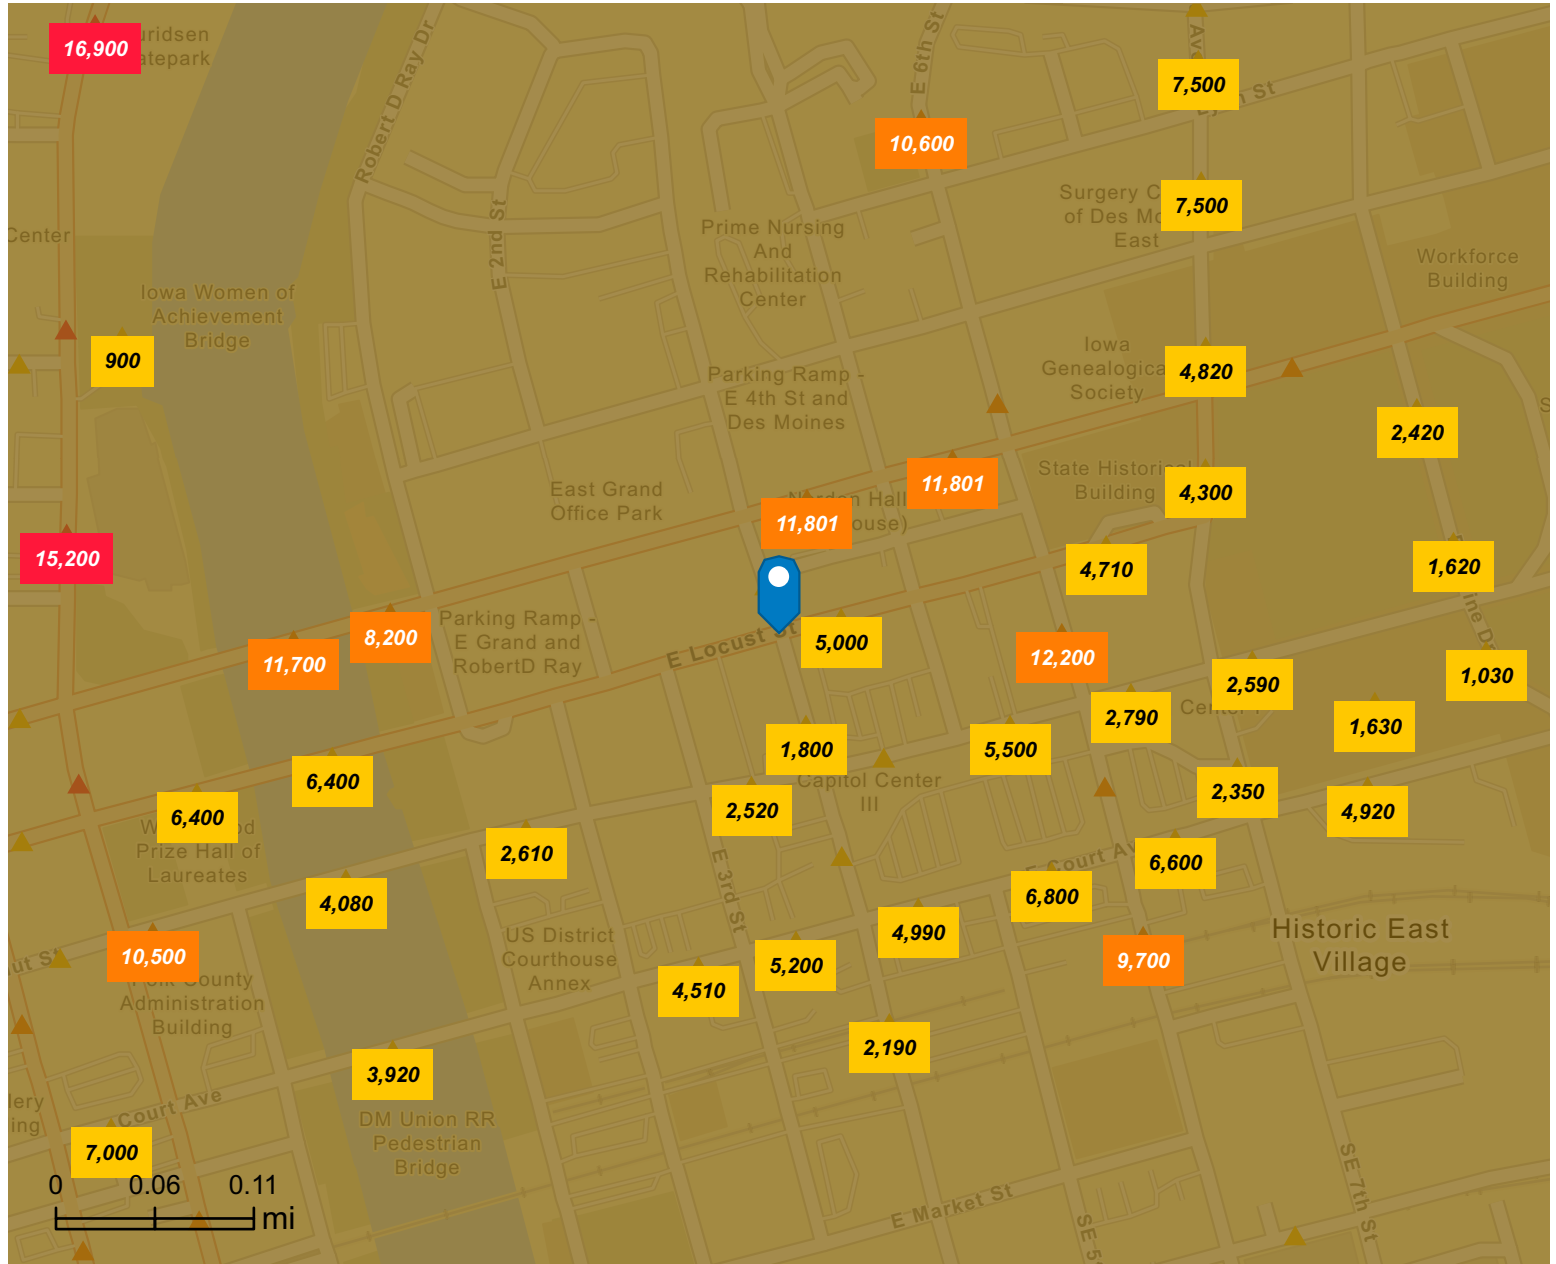 16,900
7,500
E 6th St
Robert D Ray Dr
10,600
7,500
E 2nd St
Center
Prime Nursing
And
Rehabilitation
Center
Surgery C
of Des Mo
East
Workforce
Building
Iowa Women of
Achievement
Bridge
900
Iowa
Genealogica
Society
4,820
Parking Ramp -
E 4th St and
Des Moines
2,420
State Historical
Building
4,300
11,801
11,801
East Grand
Office Park
15,200
4,710
1,620
Parking Ramp -
E Grand and
RobertD Ray
8,200
11,700
E Locust St
5,000
12,200
2,590
1,030
2,790
1,630
1,800
5,500
6,400
6,400
2,520
Capitol Center
III
2,350
4,920
Prize Hall of
Laureates
2,610
E Court Av
6,600
4,080
E 3rd St
6,800
4,990
Historic East
Village
US District
Courthouse
Annex
10,500
5,200
9,700
4,510
County
Administration
Building
2,190
3,920
Court Ave
DM Union RR
Pedestrian
Bridge
7,000
0 0.06 0.11
mi
E Market St
SE 7th St
SE 5